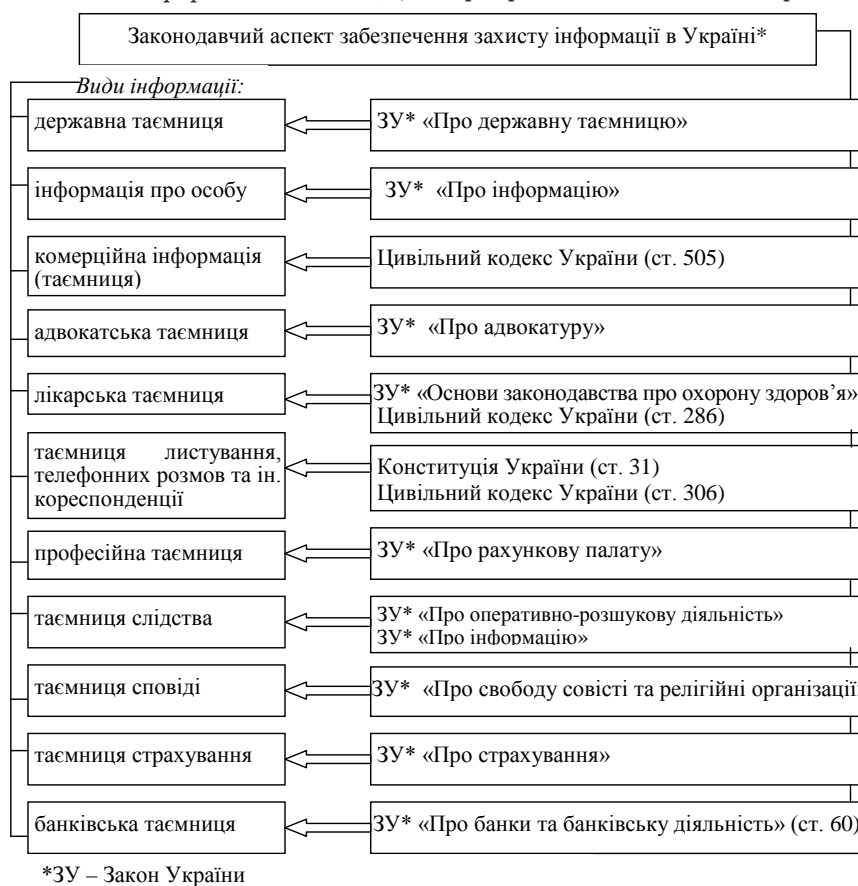 Законодавчий аспект забезпечення захисту інформації в Україні*
Види інформації:
державна таємниця
ЗУ* «Про державну таємницю»
інформація про особу
ЗУ* «Про інформацію»
комерційна інформація
(таємниця)
Цивільний кодекс України (ст. 505)
адвокатська таємниця
ЗУ* «Про адвокатуру»
лікарська таємниця
ЗУ* «Основи законодавства про охорону здоров’я»
Цивільний кодекс України (ст. 286)
таємниця листування,
телефонних розмов та ін.
кореспонденції
Конституція України (ст. 31)
Цивільний кодекс України (ст. 306)
професійна таємниця
ЗУ* «Про рахункову палату»
таємниця слідства
ЗУ* «Про оперативно-розшукову діяльність»
ЗУ* «Про інформацію»
таємниця сповіді
ЗУ* «Про свободу совісті та релігійні організації
таємниця страхування
ЗУ* «Про страхування»
банківська таємниця
ЗУ* «Про банки та банківську діяльність» (ст. 60)
*ЗУ – Закон України